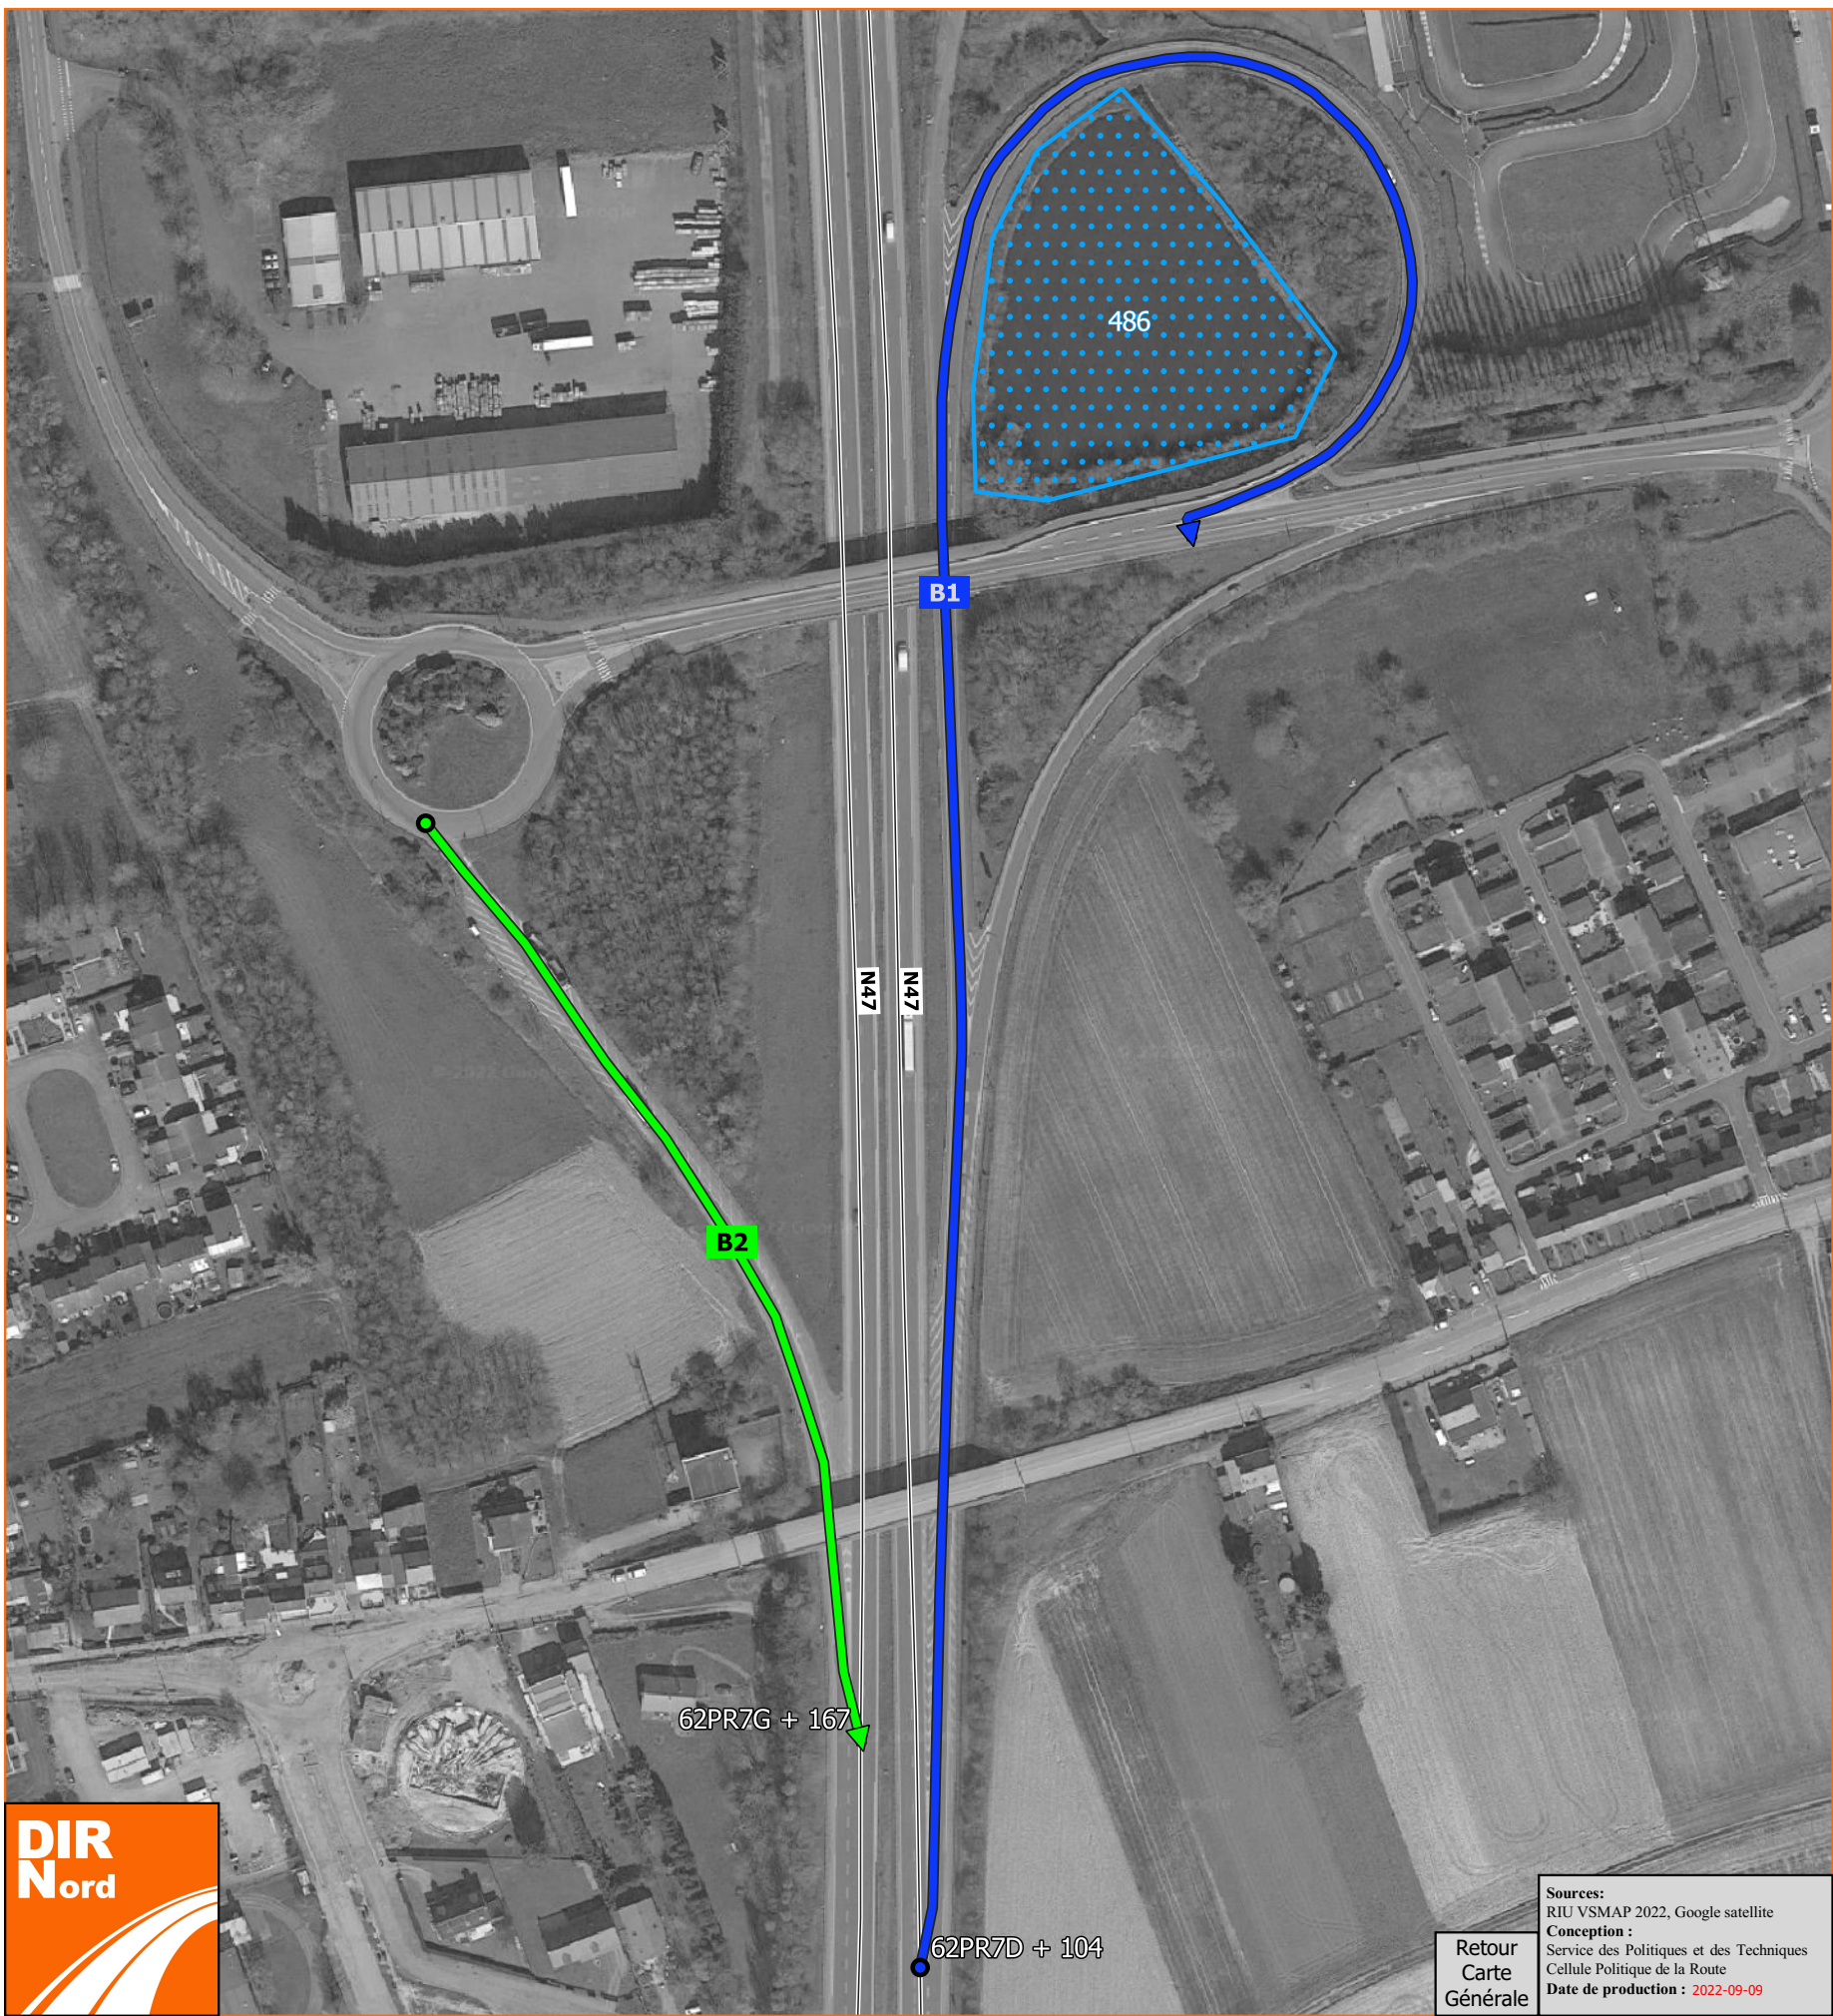 486
B1
N47
N47
B2
62PR7G + 167
62PR7D + 104
DIR
Nord
Retour
Carte
Générale
Sources:
RIU VSMAP 2022, Google satellite
Conception :
Service des Politiques et des Techniques
Cellule Politique de la Route
Date de production : 2022-09-09